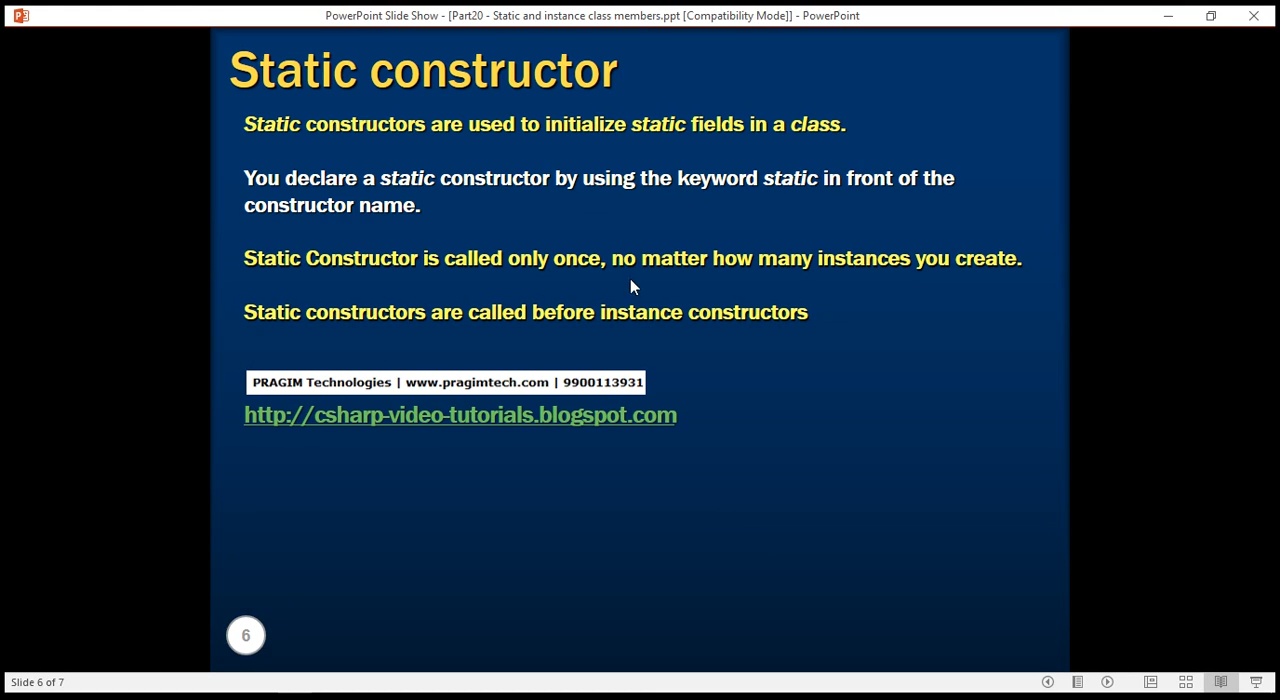 PowerPoint Slide Show - [Part20 - Static and instance class members.ppt [Compatibility Mode]] - PowerPoint
Static constructor
Static constructors are used to initialize static fields in a class.
You declare a static constructor by using the keyword static in front of the
constructor name.
Static Constructor is called only once, no matter how many instances you create.
Static constructors are called before instance constructors
PRAGIM Technologies | www.pragimtech.com | 9900113931
http://csharp-video-tutorials.blogspot.com
6
Slide 6 of 7